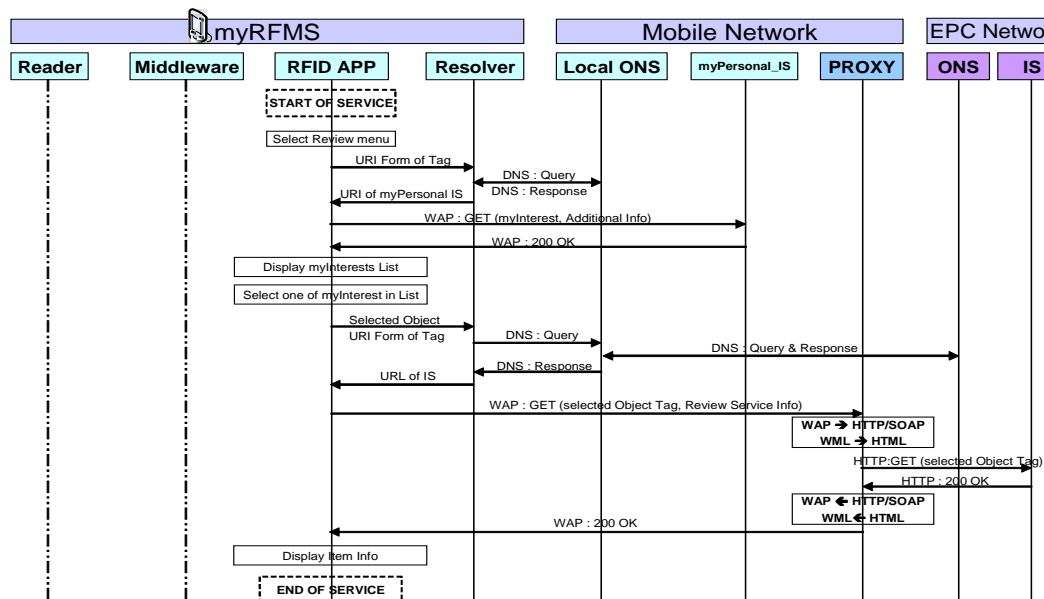 myRFMS
Mobile Network
EPC Netwo
Reader
Middleware
RFID APP
Resolver
Local ONS
myPersonal_IS
PROXY
ONS
IS
START OF SERVICE
Select Review menu
URI Form of Tag
DNS : Query
DNS : Response
URI of myPersonal IS
WAP : GET (myInterest, Additional Info)
WAP : 200 OK
Display myInterests List
Select one of myInterest in List
Selected Object
URI Form of Tag
DNS : Query
DNS : Query & Response
DNS : Response
URL of IS
WAP : GET (selected Object Tag, Review Service Info)
WAP → HTTP/SOAP
WML → HTML
HTTP:GET (selected Object Tag)
HTTP : 200 OK
WAP ← HTTP/SOAP
WML← HTML
WAP : 200 OK
Display Item Info
END OF SERVICE